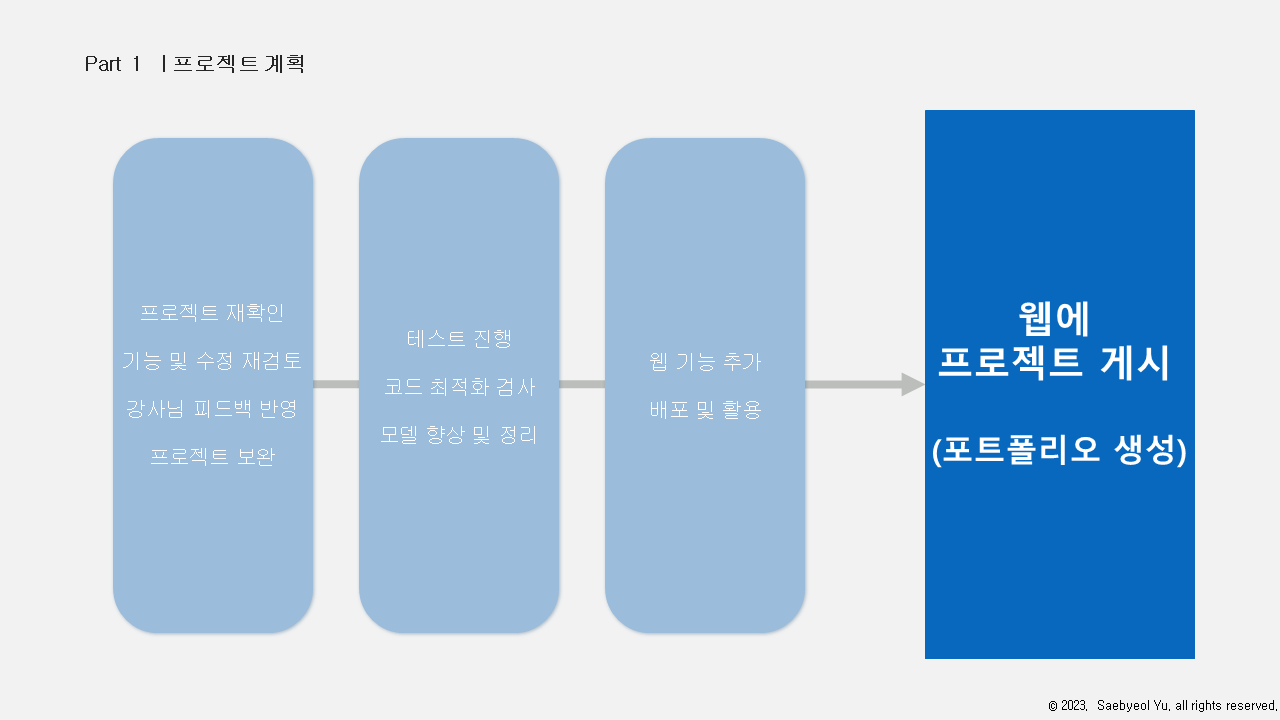 Part 1 | 프로젝트 계획
프로젝트 재확인
기능 및 수정 재검토
강사님 피드백 반영
프로젝트 보완
테스트 진행
코드 최적화 검사
모델 향상 및 정리
웹 기능 추가
배포 및 활용
웹에
프로젝트 게시
(포트폴리오 생성)
© 2023. Saebyeol Yu. all rights reserved.